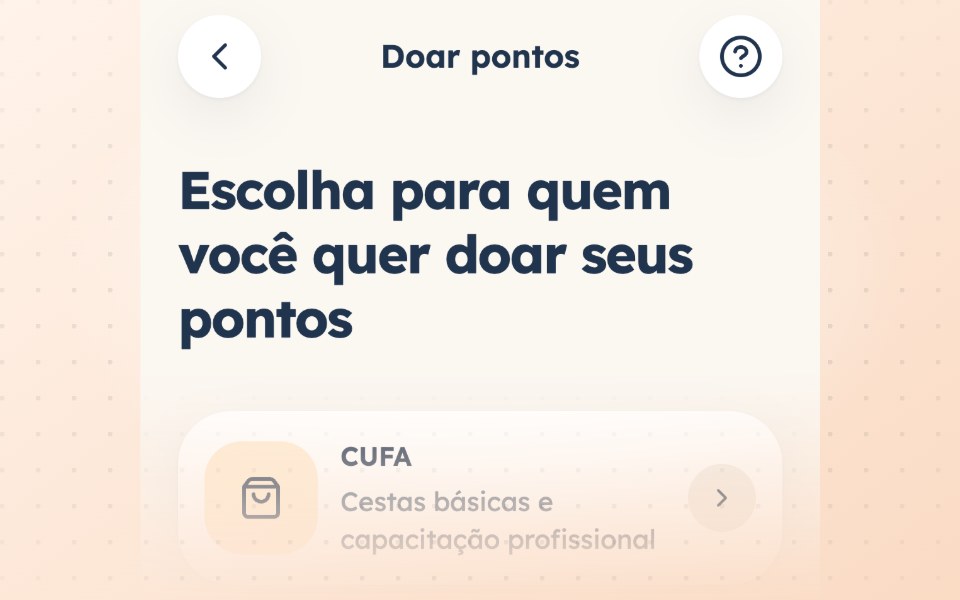 Doar pontos
Escolha para quem
você quer doar seus
pontos
CUFA
Cestas básicas e
capacitação profissional